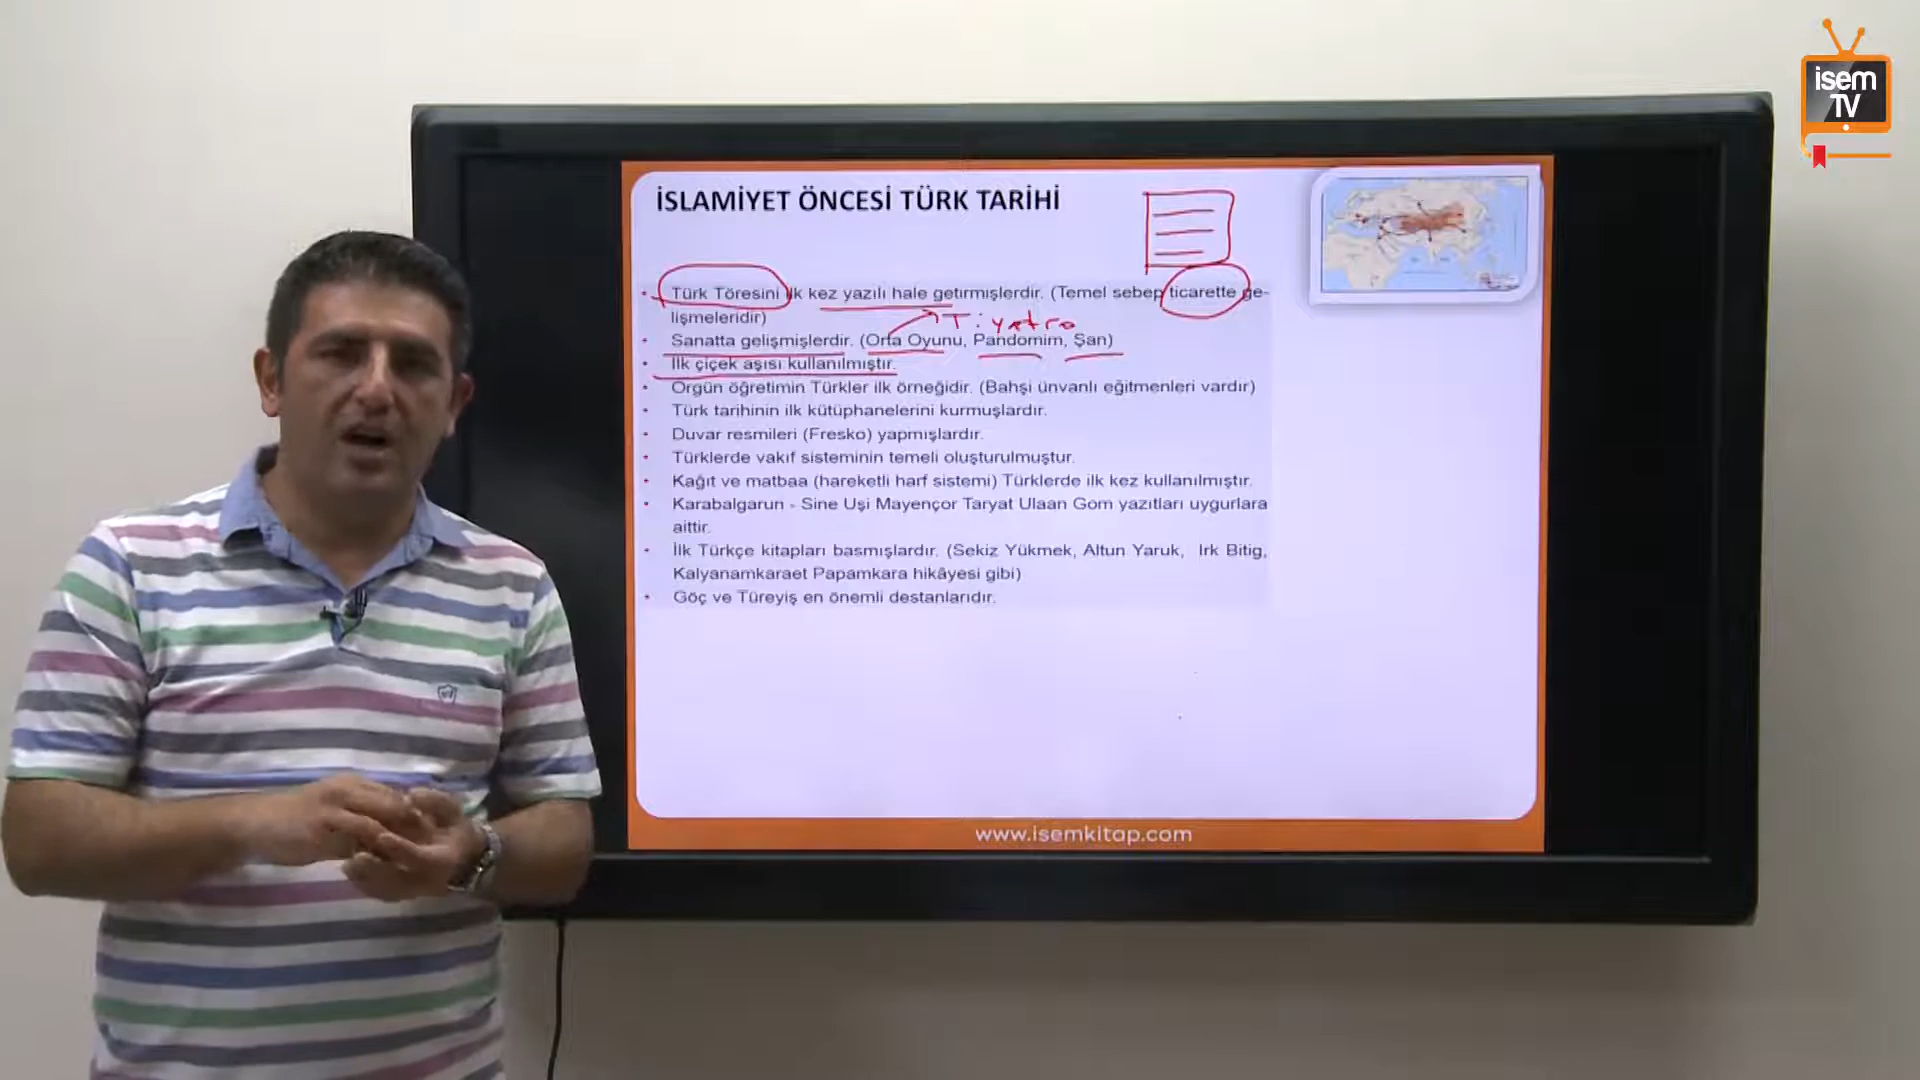 isem
TV
İSLAMİYET ÖNCESİ TÜRK TARİHİ
• Türk Töresini ilk kez yazılı hale getirmişlerdir. (Temel sebep ticarette ge-
lişmeleridir)
Tiyatro
• Sanatta gelişmişlerdir. (Orta Oyunu, Pandomim, Şan)
• İlk çiçek aşısı kullanılmıştır.
• Örgün öğretimin Türkler ilk örneğidir. (Bahşi ünvanlı eğitmenleri vardır)
• Türk tarihinin ilk kütüphanelerini kurmuşlardır.
• Duvar resmileri (Fresko) yapmışlardır.
• Türklerde vakıf sisteminin temeli oluşturulmuştur.
• Kağıt ve matbaa (hareketli harf sistemi) Türklerde ilk kez kullanılmıştır.
• Karabalgarun - Sine Uşi Mayençor Taryat Ulaan Gom yazıtları uygurlara
aittir.
• İlk Türkçe kitapları basmışlardır. (Sekiz Yükmek, Altun Yaruk, Irk Bitig,
Kalyanamkaraet Papamkara hikâyesi gibi)
• Göç ve Türeyiş en önemli destanlarıdır.
www.isemkitap.com